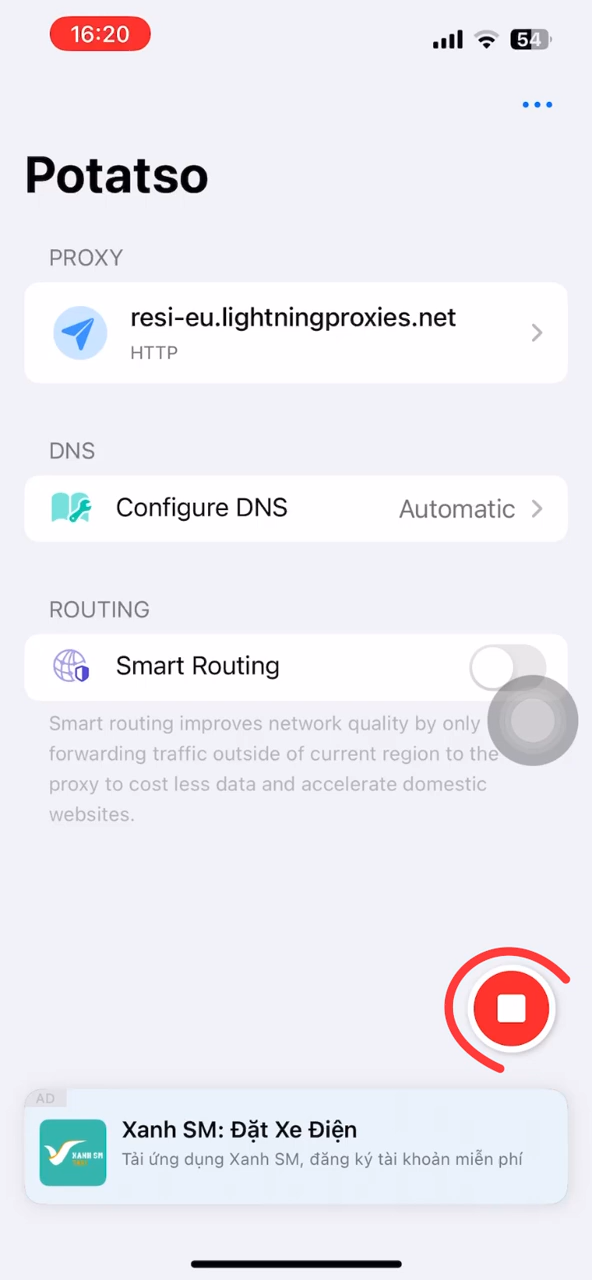 16:20
54
Potatso
PROXY
resi-eu.lightningproxies.net
HTTP
DNS
Configure DNS
Automatic
ROUTING
Smart Routing
Smart routing improves network quality by only
forwarding traffic outside of current region to the
proxy to cost less data and accelerate domestic
websites.
AD
Xanh SM: Đặt Xe Điện
Tải ứng dụng Xanh SM, đăng ký tài khoản miễn phí
XANH SM